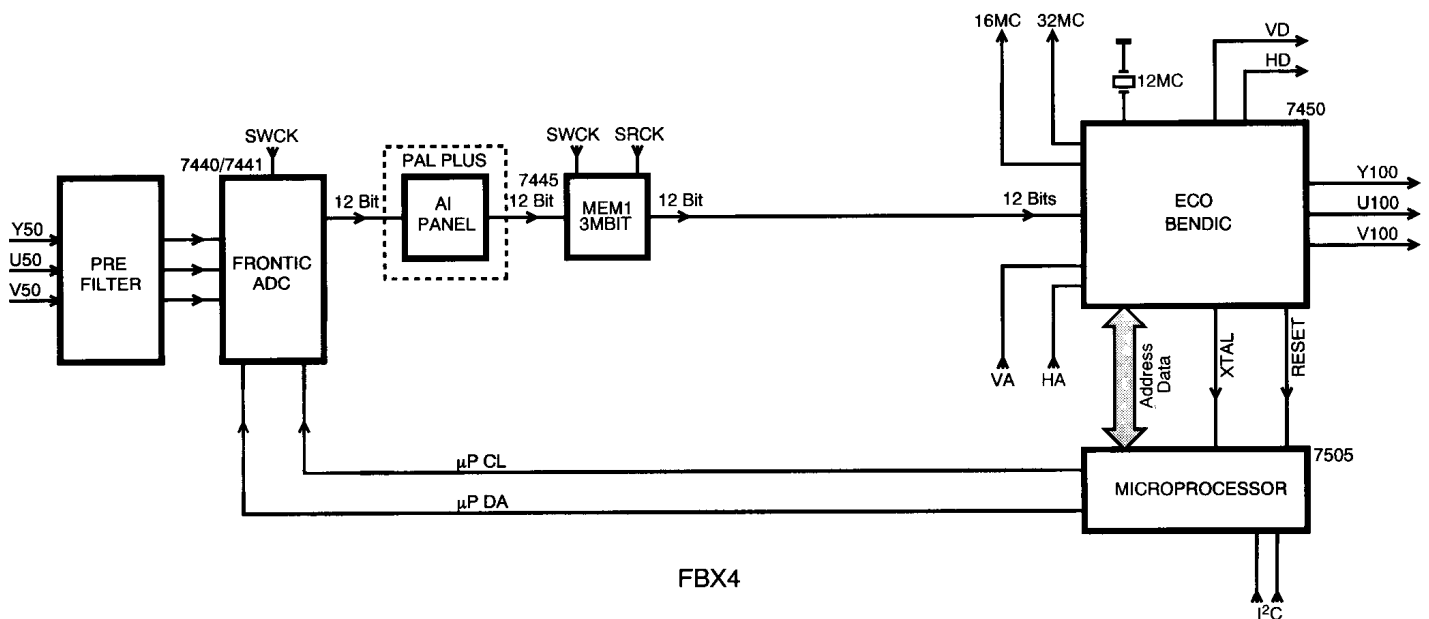 16MC
32MC
VD
HD
12MC
7450
SWCK
7440/7441
PAL PLUS
SWCK
SRCK
7445
Y50
U50
V50
PRE
FILTER
FRONTIC
ADC
12 Bit
AI
PANEL
12 Bit
MEM1
3MBIT
12 Bit
12 Bits
ECO
BENDIC
Y100
U100
V100
VA
HA
Address
Data
XTAL
RESET
μP CL
μP DA
7505
MICROPROCESSOR
FBX4
I²C